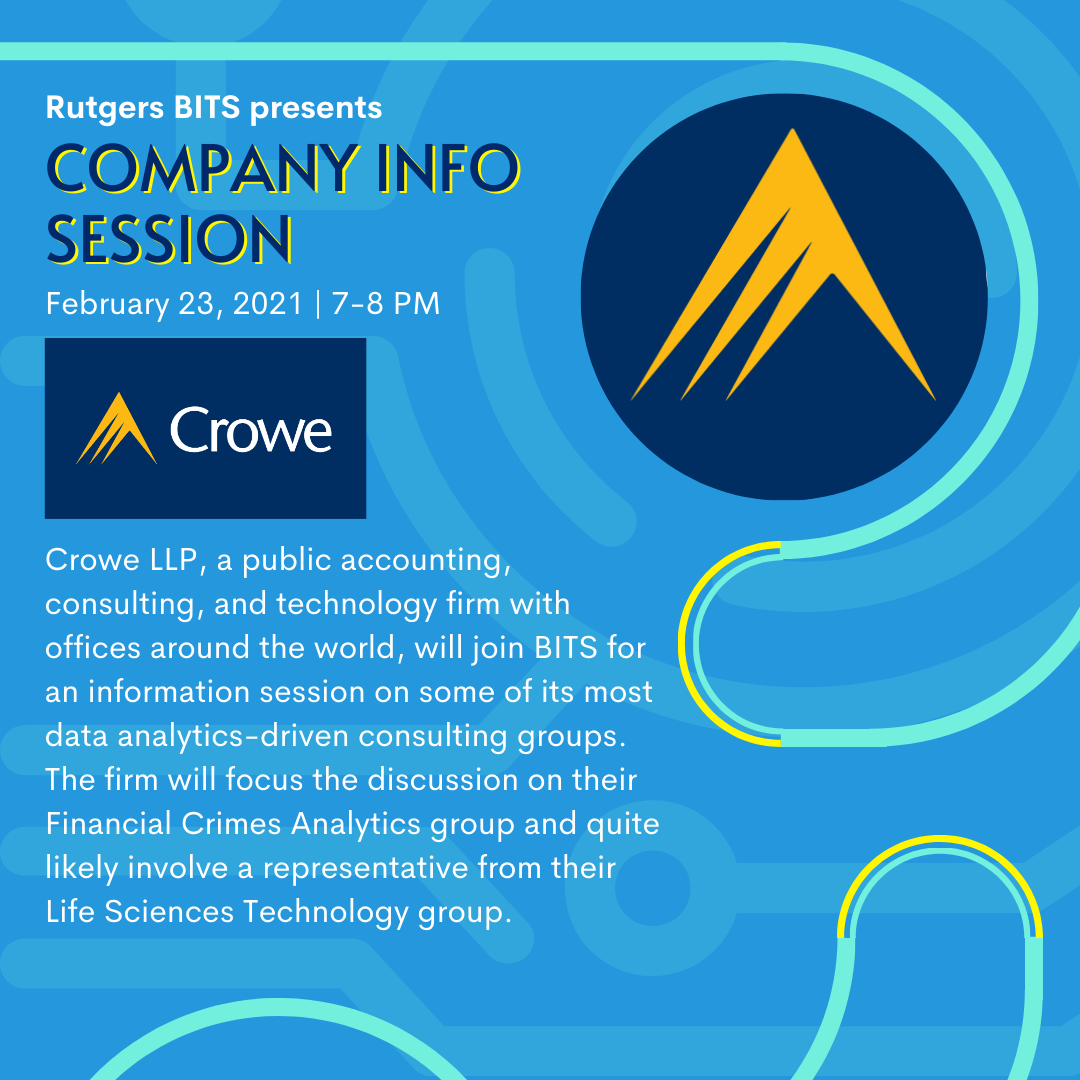 Rutgers BITS presents
COMPANY INFO
SESSION
February 23, 2021 | 7-8 PM
Crowe
Crowe LLP, a public accounting,
consulting, and technology firm with
offices around the world, will join BITS for
an information session on some of its most
data analytics-driven consulting groups.
The firm will focus the discussion on their
Financial Crimes Analytics group and quite
likely involve a representative from their
Life Sciences Technology group.